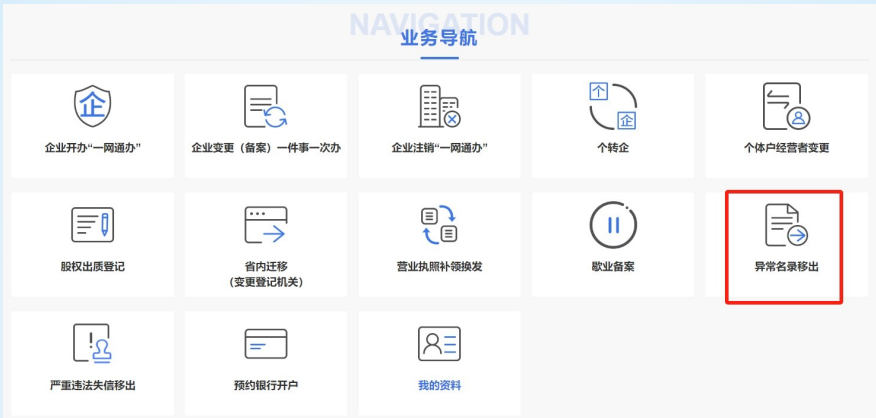 NAVIGATION
业务导航
企
个
企
企业开办“一网通办”
企业变更（备案）一件事一次办
企业注销“一网通办”
个转企
个体户经营者变更
股权出质登记
省内迁移
（变更登记机关）
营业执照补领换发
歇业备案
异常名录移出
严重违法失信移出
预约银行开户
我的资料